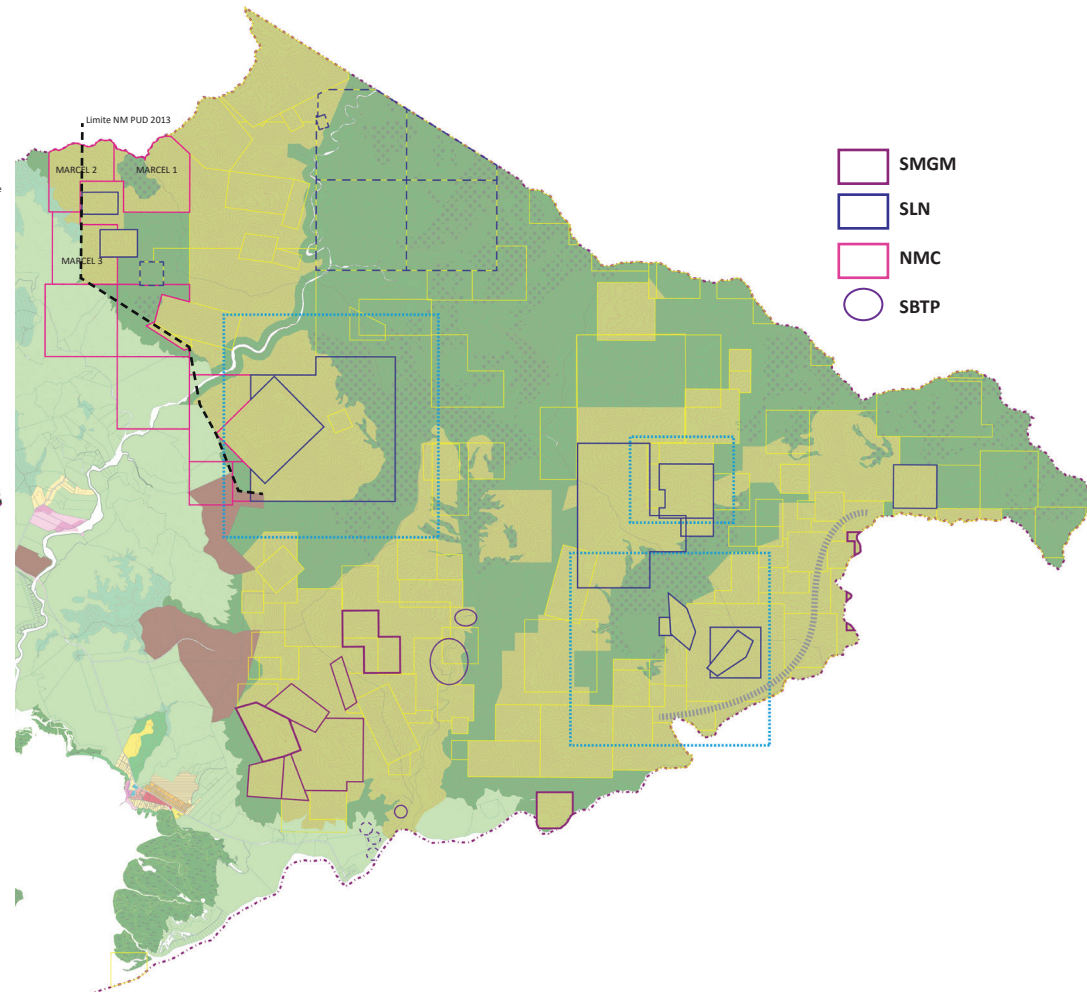 Limite NM PUD 2013
MARCEL 2
MARCEL 1
MARCEL 3
SMGM
SLN
NMC
SBTP